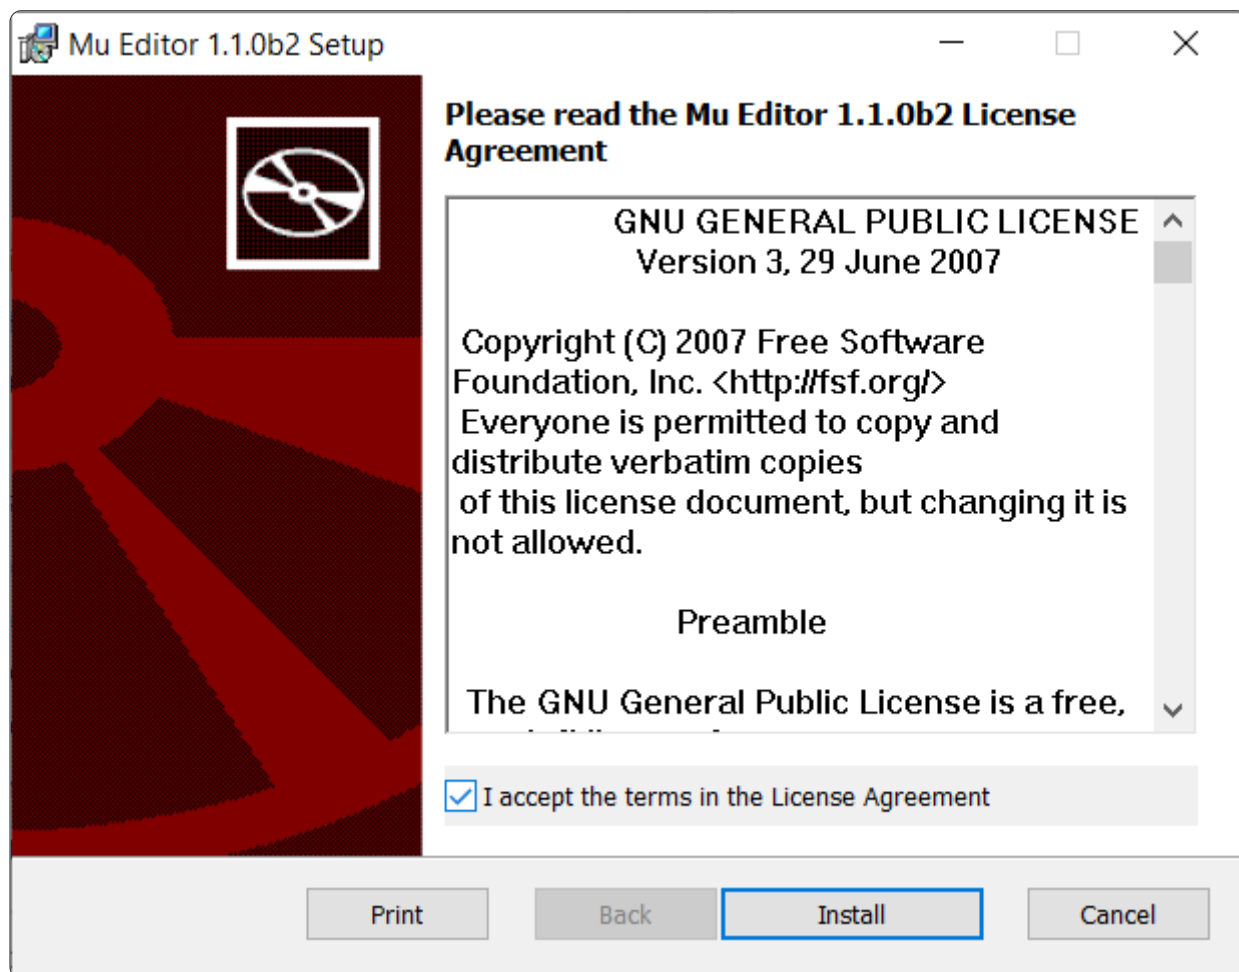 Mu Editor 1.1.0b2 Setup
Please read the Mu Editor 1.1.0b2 License
Agreement
GNU GENERAL PUBLIC LICENSE
Version 3, 29 June 2007
Copyright (C) 2007 Free Software
Foundation, Inc. <http://fsf.org/>
Everyone is permitted to copy and
distribute verbatim copies
of this license document, but changing it is
not allowed.
Preamble
The GNU General Public License is a free,
I accept the terms in the License Agreement
Print
Back
Install
Cancel